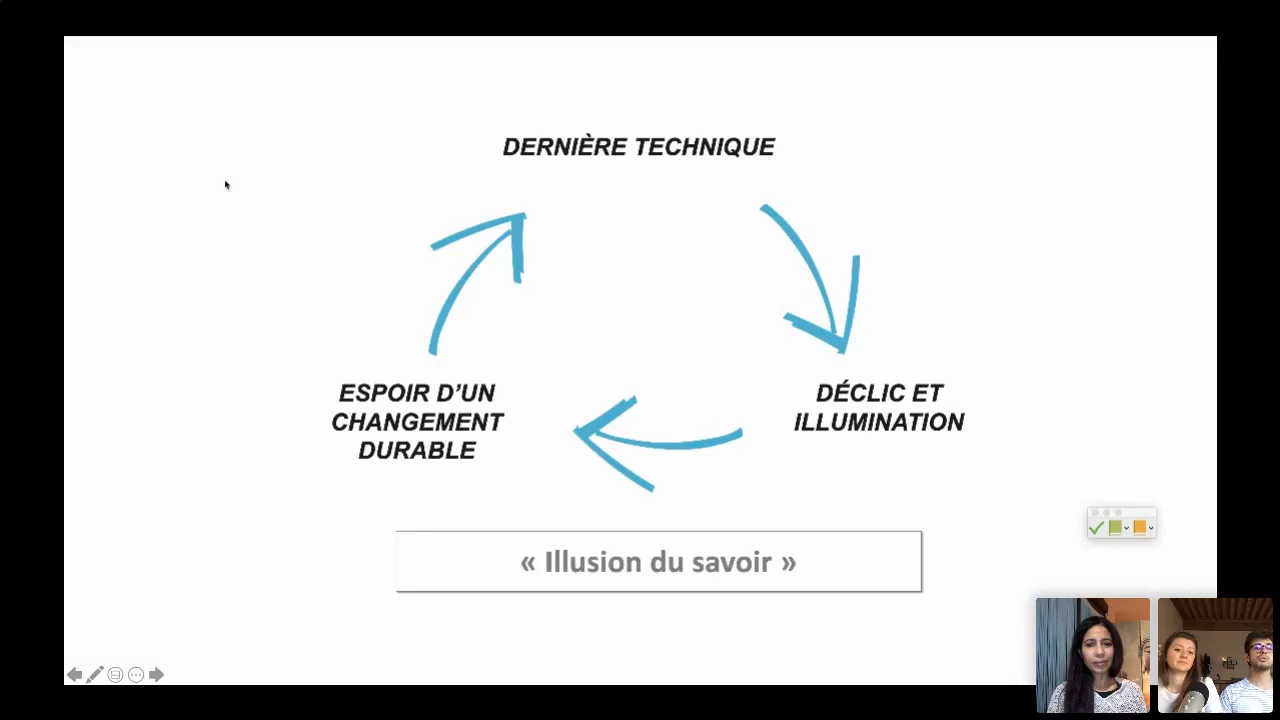 DERNIÈRE TECHNIQUE
ESPOIR D’UN
CHANGEMENT
DURABLE
DÉCLIC ET
ILLUMINATION
« Illusion du savoir »